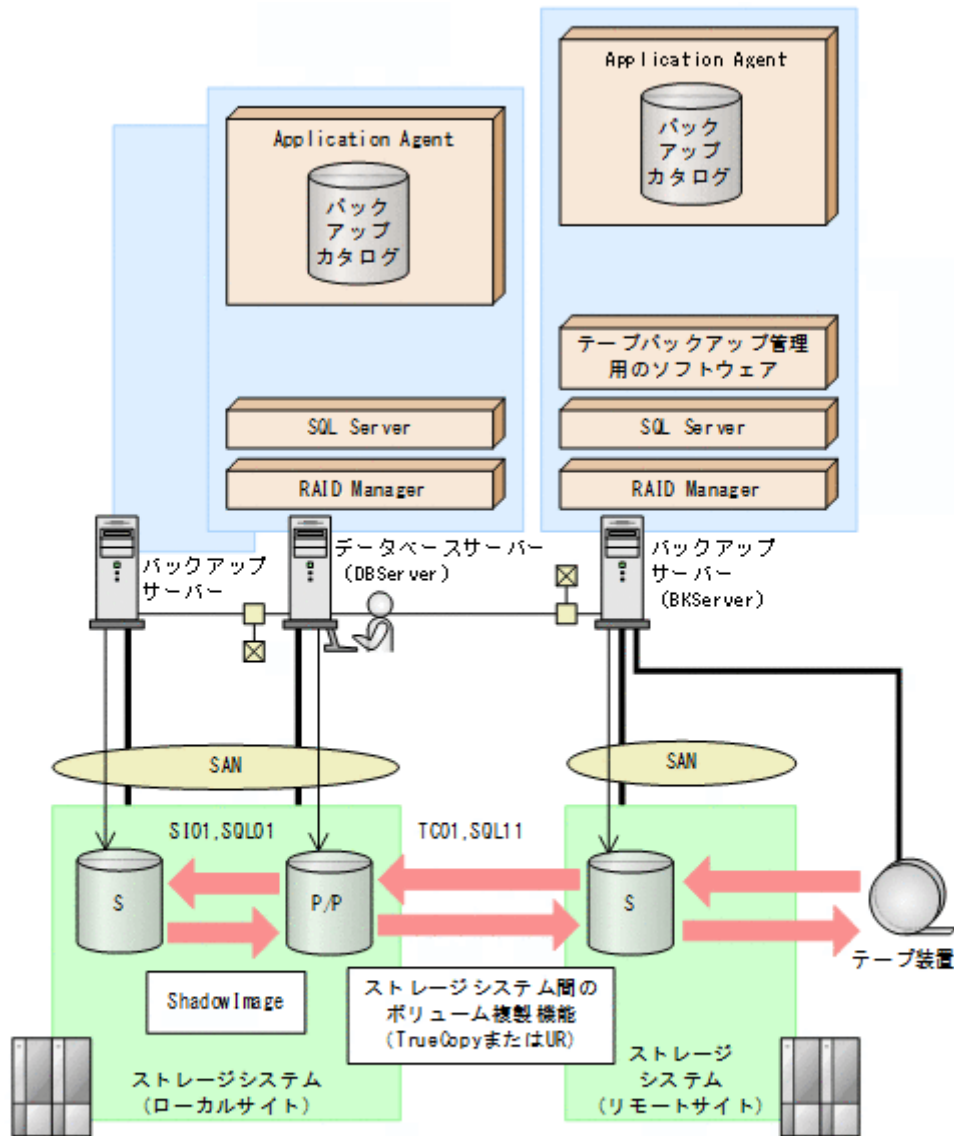 Application Agent
バック
アップ
カタログ
Application Agent
バック
アップ
カタログ
テープバックアップ管理
用のソフトウェア
SQL Server
SQL Server
RAID Manager
RAID Manager
バックアップ
サーバー
データベースサーバー
(DBServer)
バックアップ
サーバー
(BKServer)
SAN
SAN
SI01,SQL01
TC01,SQL11
S
P/P
S
テープ装置
ShadowImage
ストレージシステム間の
ボリューム複製機能
(TrueCopyまたはUR)
ストレージシステム
(ローカルサイト)
ストレージ
システム
(リモートサイト)